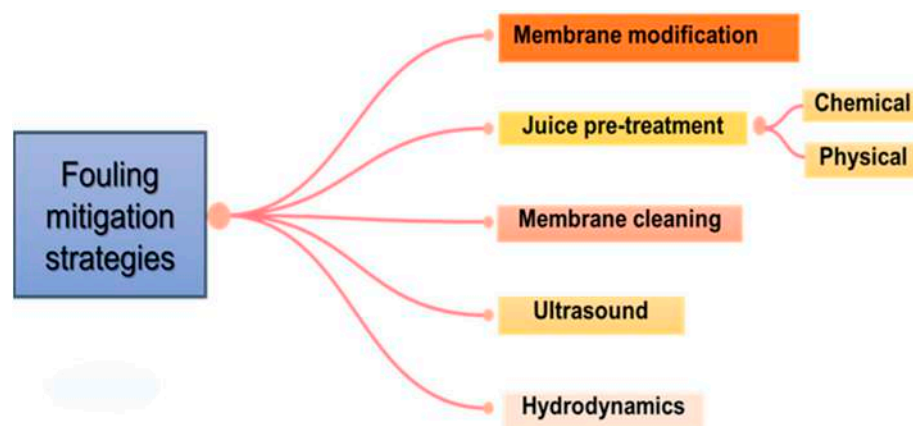 Fouling
mitigation
strategies
Membrane modification
Juice pre-treatment
Chemical
Physical
Membrane cleaning
Ultrasound
Hydrodynamics